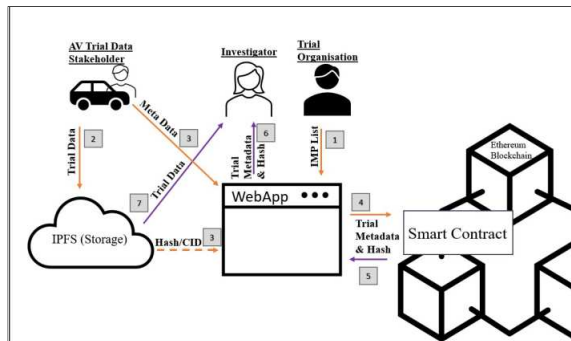 AV Trial Data
Stakeholder
Investigator
Trial
Organisation
2
Trial Data
Meta Data
3
7
Trial Data
6
Trial
Metadata
& Hash
1
IMP List
Ethereum
Blockchain
IPFS (Storage)
Hash/CID
3
WebApp
4
Trial
Metadata
& Hash
5
Smart Contract